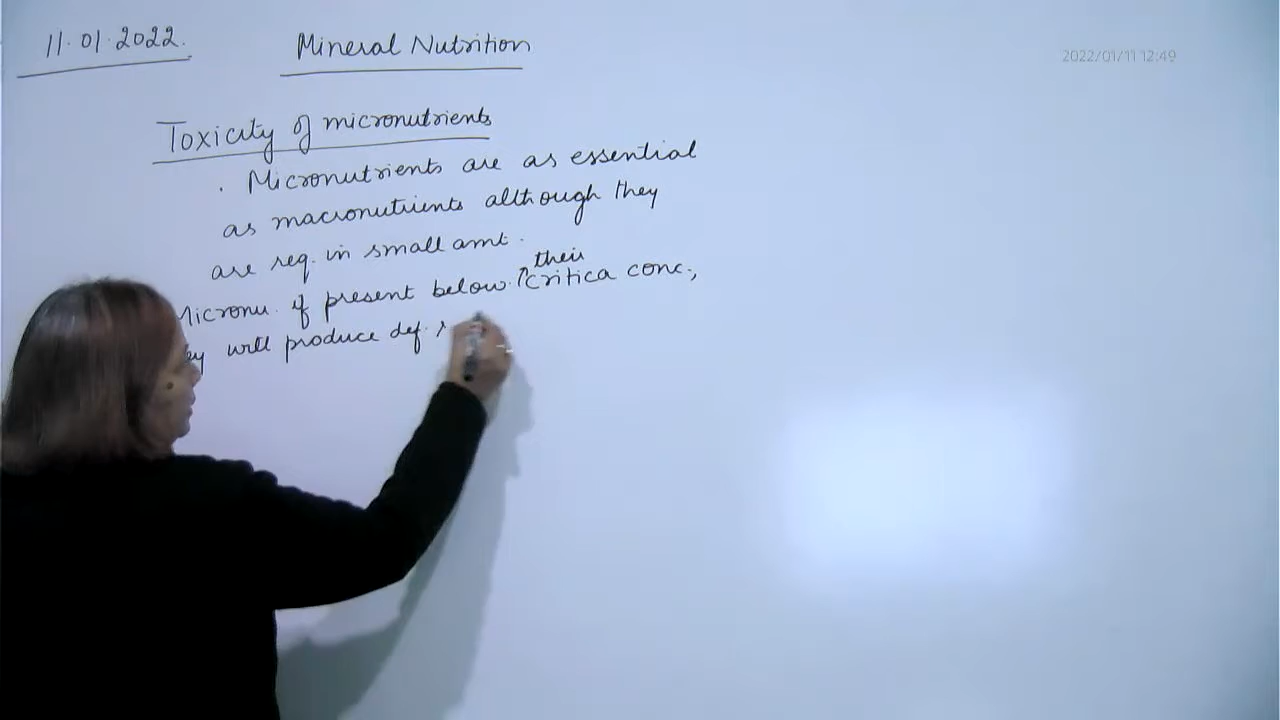 11.01.2022.
Mineral Nutrition
2022/01/11 12:49
Toxicity of micronutrients
. Micronutrients are as essential
as macronutrients although they
are req. in small amt.
their
Micronu. if present below critica conc.,
will produce def.